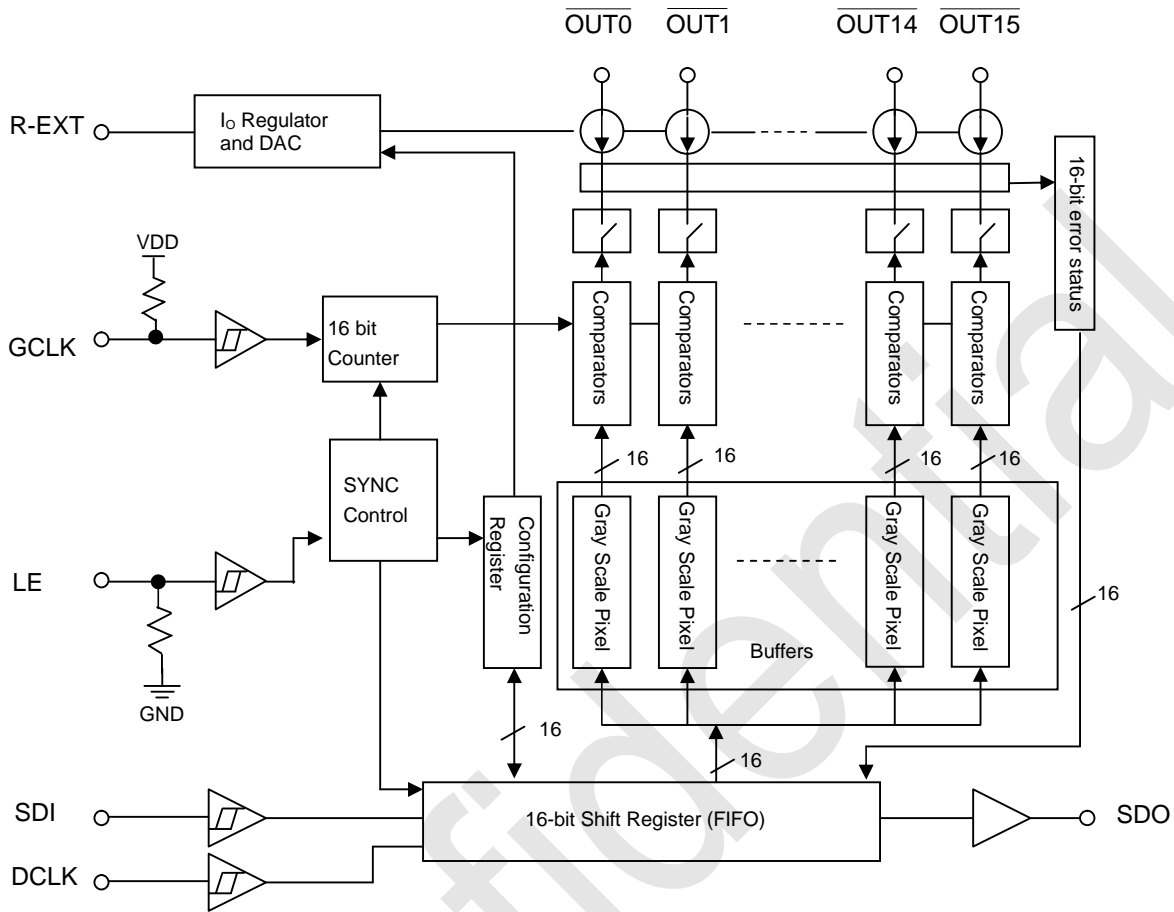 OUT0 OUT1 OUT14 OUT15
R-EXT
IO Regulator
and DAC
16-bit error status
VDD
GCLK
16 bit
Counter
Comparators
Comparators
Comparators
Comparators
16
16
16
16
SYNC
Control
Configuration
Register
LE
GND
Gray Scale Pixel
Gray Scale Pixel
Gray Scale Pixel
Gray Scale Pixel
Buffers
16
16
16
SDI
16-bit Shift Register (FIFO)
SDO
DCLK
fidential